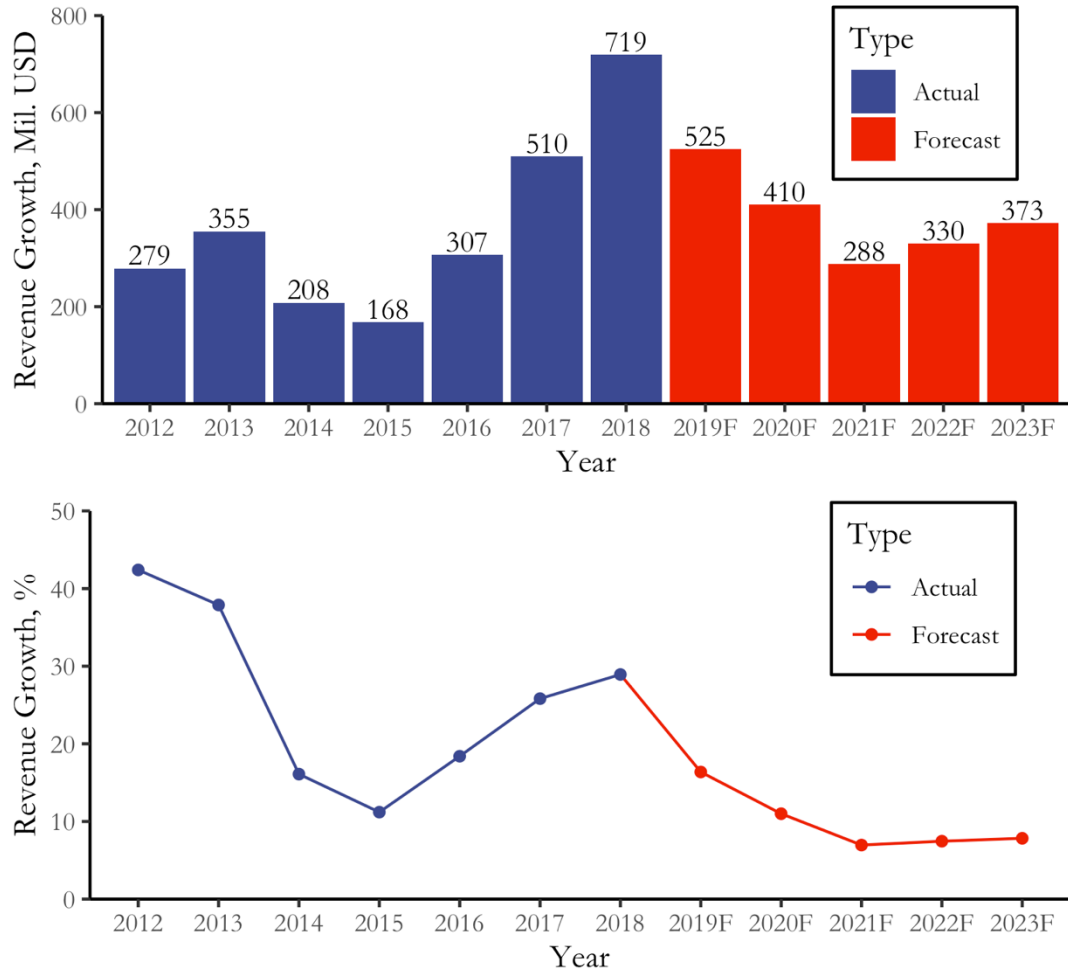 Revenue Growth, Mil. USD
800
600
400
200
0
279
355
208
168
307
510
719
525
410
288
330
373
Type
Actual
Forecast
2012 2013 2014 2015 2016 2017 2018 2019F 2020F 2021F 2022F 2023F
Year
Revenue Growth, %
50
40
30
20
10
0
Type
Actual
Forecast
2012 2013 2014 2015 2016 2017 2018 2019F 2020F 2021F 2022F 2023F
Year